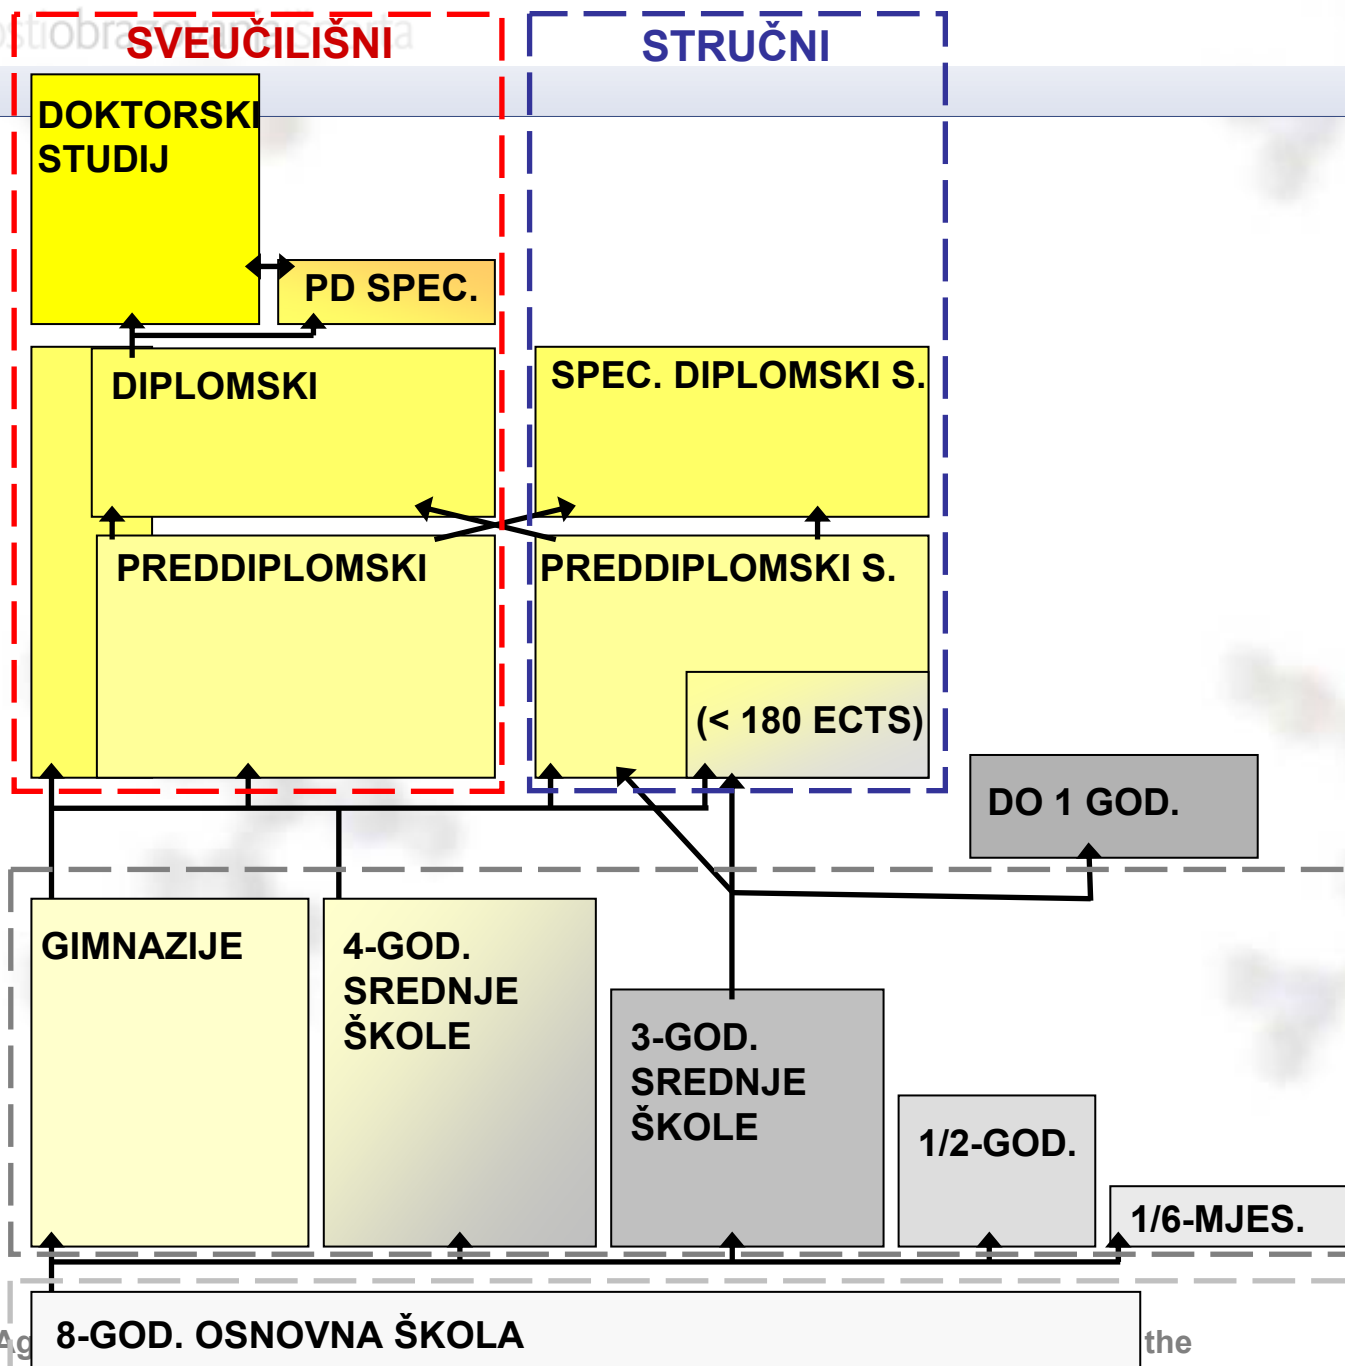 SVEUČILIŠNI
STRUČNI
DOKTORSKI
STUDIJ
PD SPEC.
DIPLOMSKI
SPEC. DIPLOMSKI S.
PREDDIPLOMSKI
PREDDIPLOMSKI S.
(< 180 ECTS)
DO 1 GOD.
GIMNAZIJE
4-GOD.
SREDNJE
ŠKOLE
3-GOD.
SREDNJE
ŠKOLE
1/2-GOD.
1/6-MJES.
8-GOD. OSNOVNA ŠKOLA
the